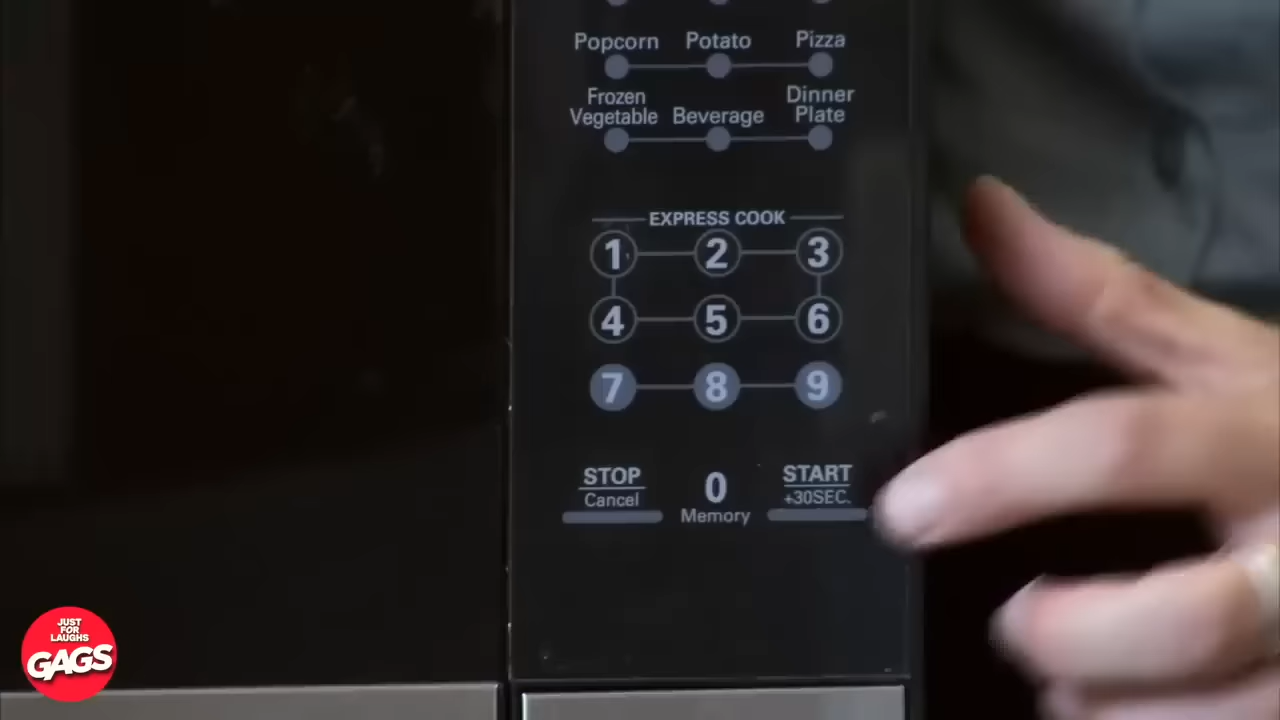 Popcorn Potato Pizza
Frozen Vegetable Beverage Dinner Plate
EXPRESS COOK
1 2 3
4 5 6
7 8 9
STOP Cancel 0 Memory START +30SEC.
JUST
FOR
LAUGHS
GAGS